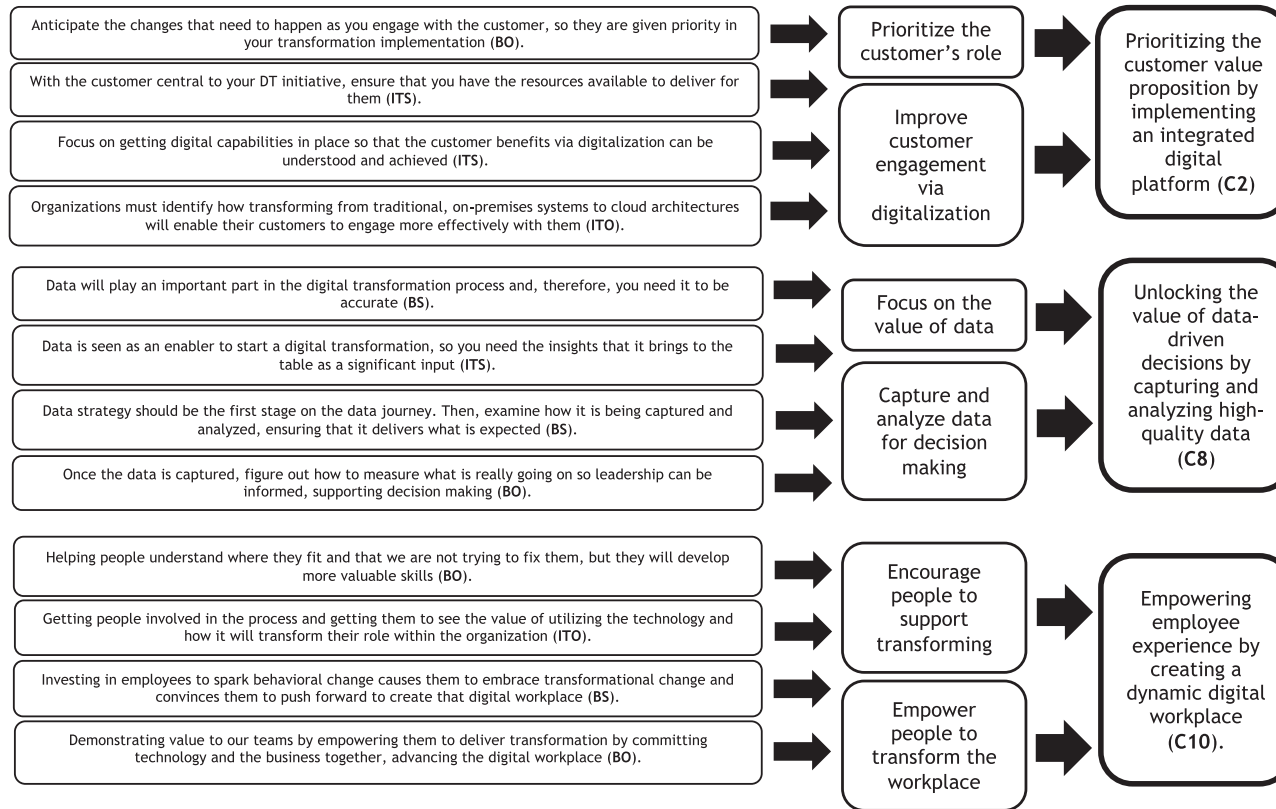 Anticipate the changes that need to happen as you engage with the customer, so they are given priority in
your transformation implementation (BO).
With the customer central to your DT initiative, ensure that you have the resources available to deliver for
them (ITS).
Focus on getting digital capabilities in place so that the customer benefits via digitalization can be
understood and achieved (ITS).
Organizations must identify how transforming from traditional, on-premises systems to cloud architectures
will enable their customers to engage more effectively with them (ITO).
Prioritize the
customer's role
Improve
customer
engagement
via
digitalization
Prioritizing the
customer value
proposition by
implementing
an integrated
digital
platform (C2)
Data will play an important part in the digital transformation process and, therefore, you need it to be
accurate (BS).
Data is seen as an enabler to start a digital transformation, so you need the insights that it brings to the
table as a significant input (ITS).
Data strategy should be the first stage on the data journey. Then, examine how it is being captured and
analyzed, ensuring that it delivers what is expected (BS).
Once the data is captured, figure out how to measure what is really going on so leadership can be
informed, supporting decision making (BO).
Focus on the
value of data
Capture and
analyze data
for decision
making
Unlocking the
value of data-
driven
decisions by
capturing and
analyzing high-
quality data
(C8)
Helping people understand where they fit and that we are not trying to fix them, but they will develop
more valuable skills (BO).
Getting people involved in the process and getting them to see the value of utilizing the technology and
how it will transform their role within the organization (ITO).
Investing in employees to spark behavioral change causes them to embrace transformational change and
convinces them to push forward to create that digital workplace (BS).
Demonstrating value to our teams by empowering them to deliver transformation by committing
technology and the business together, advancing the digital workplace (BO).
Encourage
people to
support
transforming
Empower
people to
transform the
workplace
Empowering
employee
experience by
creating a
dynamic digital
workplace
(C10).